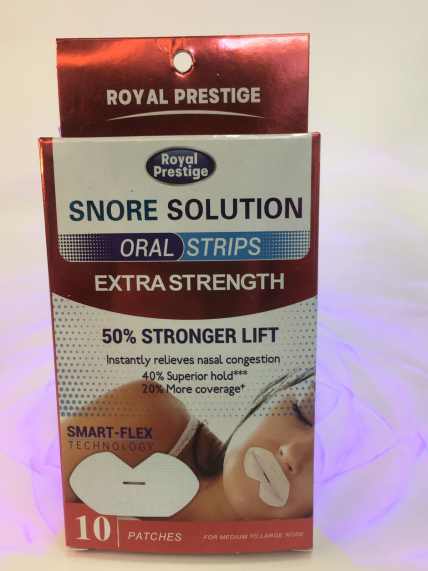 ROYAL PRESTIGE
Royal
Prestige
SNORE SOLUTION
ORAL STRIPS
EXTRA STRENGTH
50% STRONGER LIFT
Instantly relieves nasal congestion
40% Superior hold***
20% More coverage†
SMART-FLEX
TECHNOLOGY
10 PATCHES
FOR MEDIUM TO LARGE NOSE